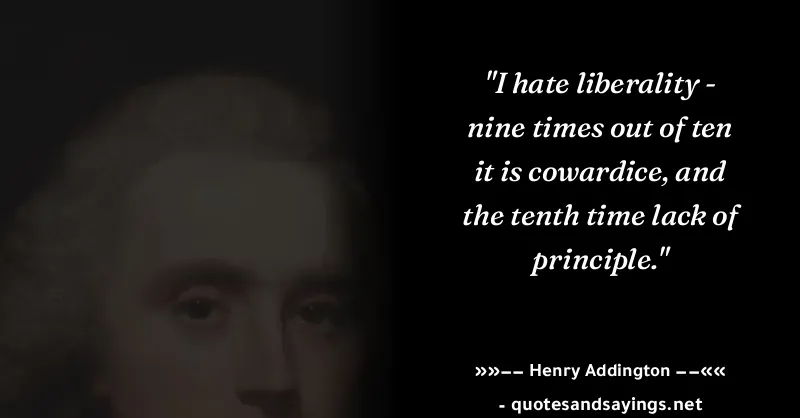 "I hate liberality -
nine times out of ten
it is cowardice, and
the tenth time lack of
principle."
»»–– Henry Addington ––««
- quotesandsayings.net